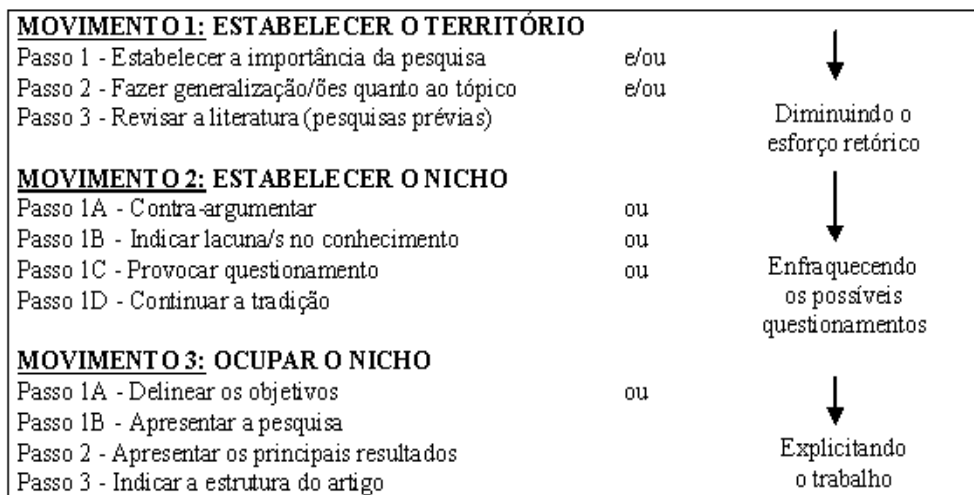 MOVIMENTO 1: ESTABELECER O TERRITÓRIO
Passo 1 - Estabelecer a importância da pesquisa e/ou
Passo 2 - Fazer generalização/ões quanto ao tópico e/ou
Passo 3 - Revisar a literatura (pesquisas prévias)
Diminuindo o
esforço retórico
MOVIMENTO 2: ESTABELECER O NICHO
Passo 1A - Contra-argumentar ou
Passo 1B - Indicar lacuna/s no conhecimento ou
Passo 1C - Provocar questionamento ou
Passo 1D - Continuar a tradição
Enfraquecendo
os possíveis
questionamentos
MOVIMENTO 3: OCUPAR O NICHO
Passo 1A - Delinear os objetivos ou
Passo 1B - Apresentar a pesquisa
Passo 2 - Apresentar os principais resultados
Passo 3 - Indicar a estrutura do artigo
Explicitando
o trabalho